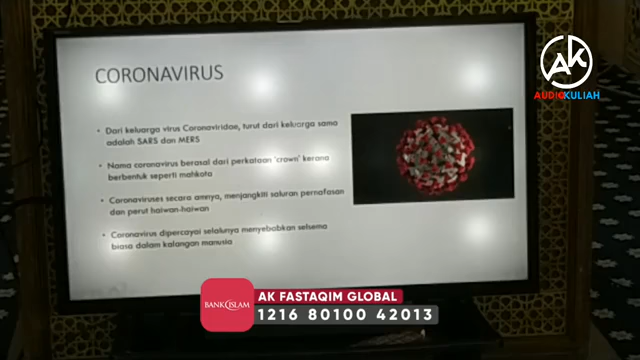 CORONAVIRUS
AK
AUDIOKULIAH
• Dari keluarga virus Coronaviridae, turut dari keluarga sama
adalah SARS dan MERS
• Nama coronavirus berasal dari perkataan 'crown' kerana
berbentuk seperti mahkota
• Coronaviruses secara amnya, menjangkiti saluran pernafasan
dan perut haiwan-haiwan
• Coronavirus dipercayai selalunya menyebabkan selsema
biasa dalam kalangan manusia
BANK ISLAM
AK FASTAQIM GLOBAL
1216 80100 42013